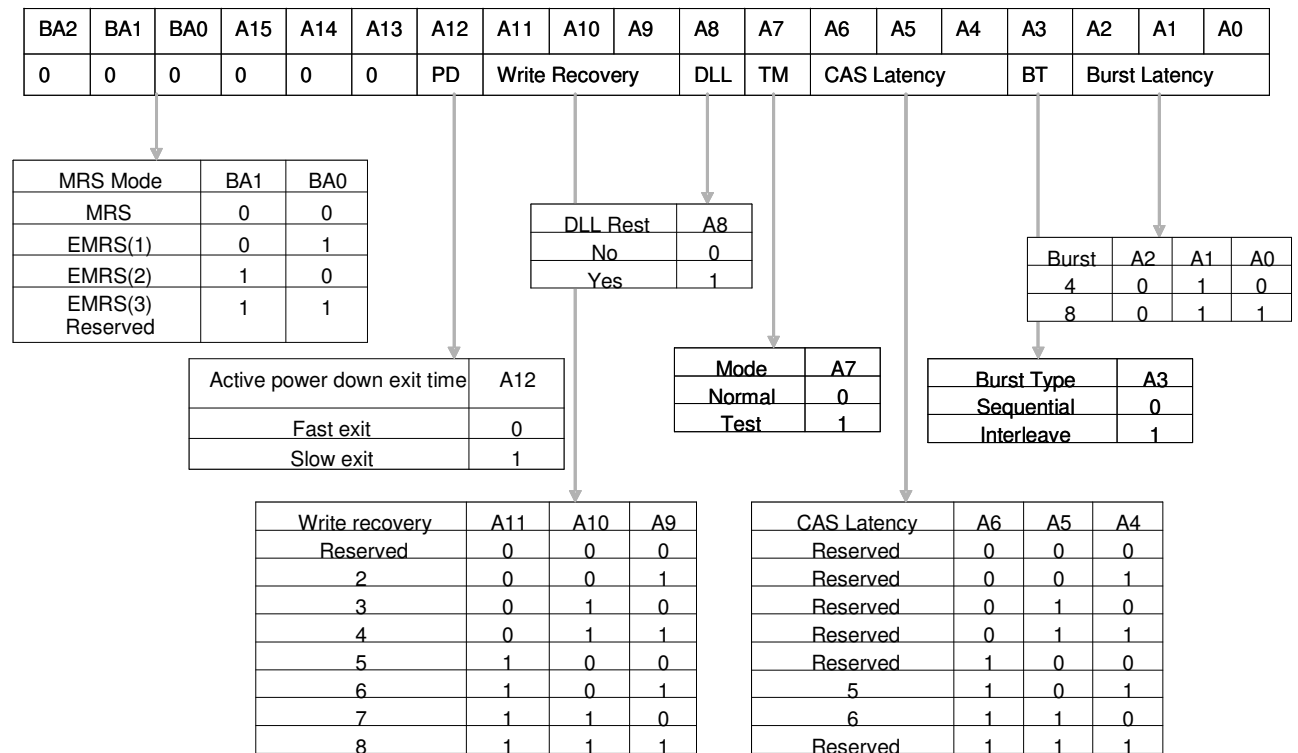 BA2 BA1 BA0 A15 A14 A13 A12 A11 A10 A9 A8 A7 A6 A5 A4 A3 A2 A1 A0
0 0 0 0 0 0 PD Write Recovery DLL TM CAS Latency BT Burst Latency
MRS Mode BA1 BA0
MRS 0 0
EMRS(1) 0 1
EMRS(2) 1 0
EMRS(3) Reserved 1 1
DLL Rest A8
No 0
Yes 1
Burst A2 A1 A0
4 0 1 0
8 0 1 1
Active power down exit time A12
Fast exit 0
Slow exit 1
Mode A7
Normal 0
Test 1
Burst Type A3
Sequential 0
Interleave 1
Write recovery A11 A10 A9
Reserved 0 0 0
2 0 0 1
3 0 1 0
4 0 1 1
5 1 0 0
6 1 0 1
7 1 1 0
8 1 1 1
CAS Latency A6 A5 A4
Reserved 0 0 0
Reserved 0 0 1
Reserved 0 1 0
Reserved 0 1 1
Reserved 1 0 0
5 1 0 1
6 1 1 0
Reserved 1 1 1